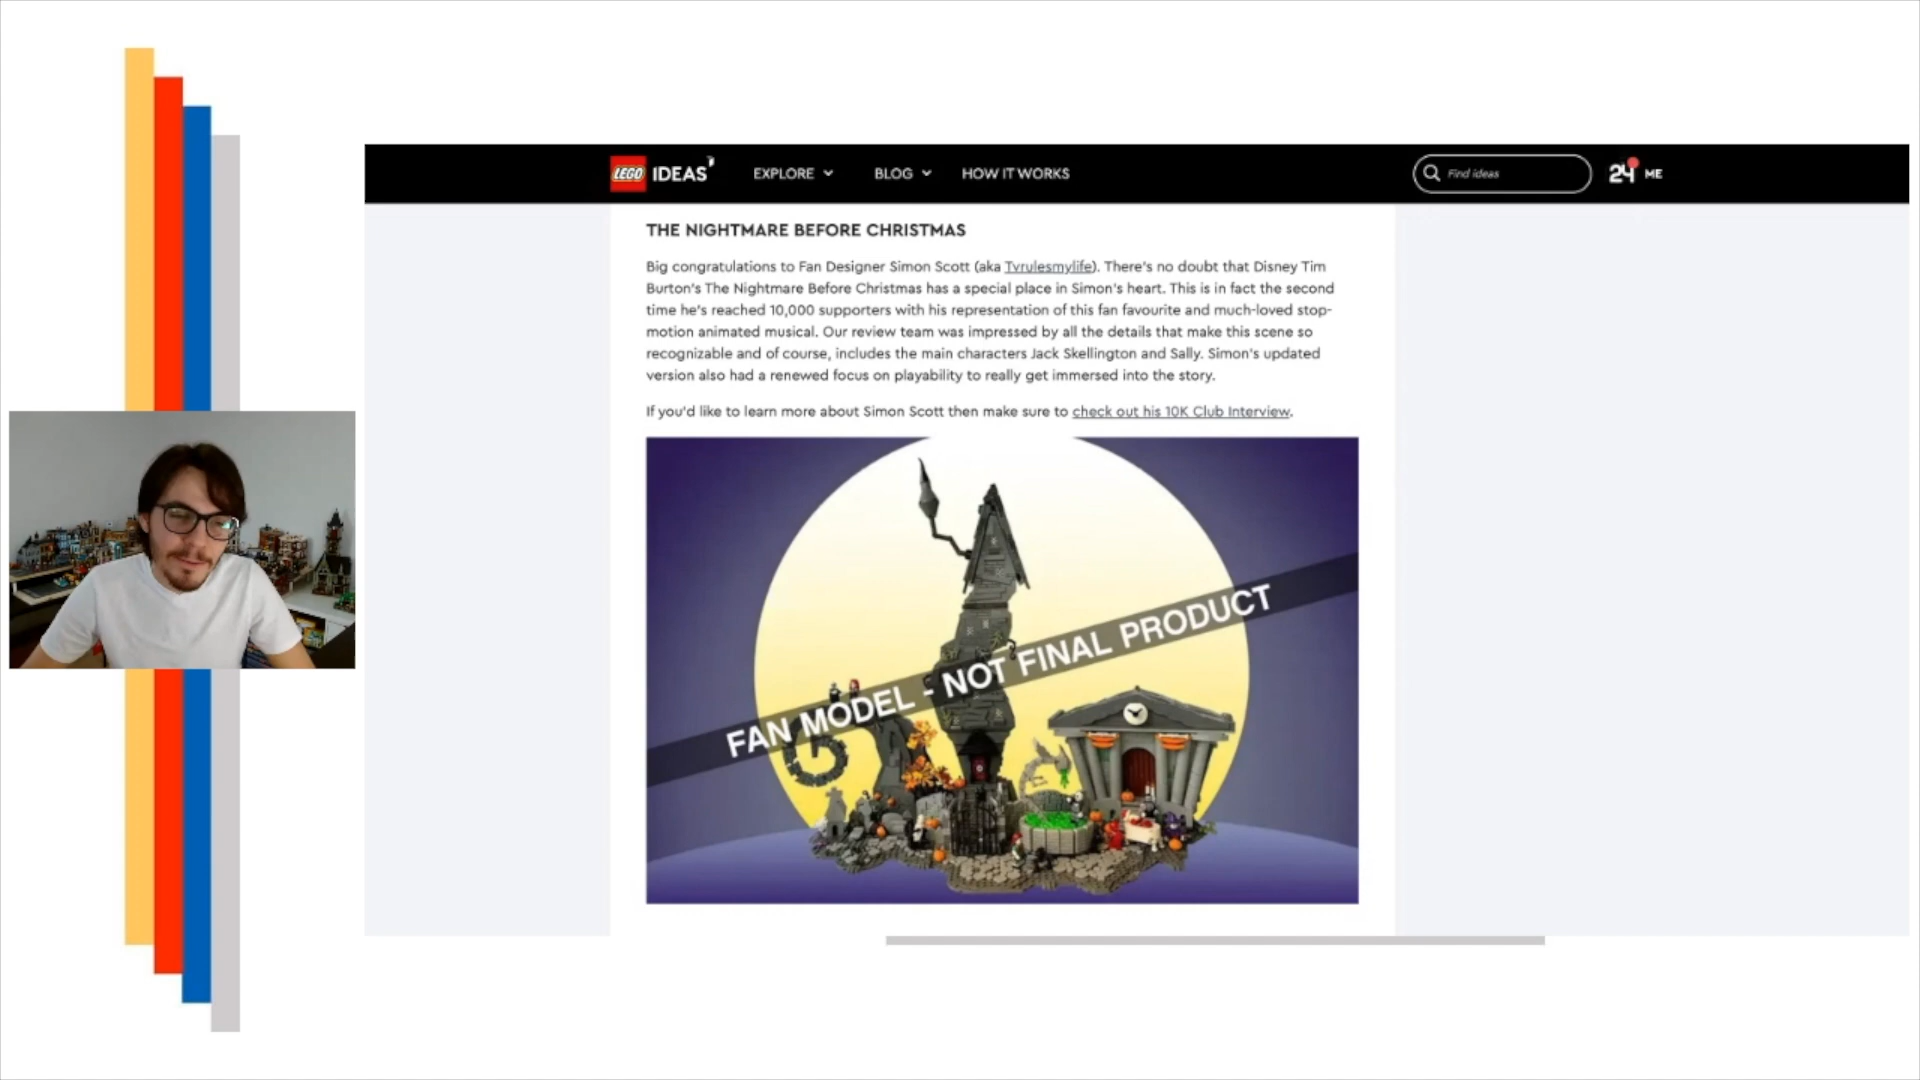 LEGO IDEAS EXPLORE BLOG HOW IT WORKS Find ideas 24 ME
THE NIGHTMARE BEFORE CHRISTMAS
Big congratulations to Fan Designer Simon Scott (aka Tvrulesmylife). There's no doubt that Disney Tim
Burton's The Nightmare Before Christmas has a special place in Simon's heart. This is in fact the second
time he's reached 10,000 supporters with his representation of this fan favourite and much-loved stop-
motion animated musical. Our review team was impressed by all the details that make this scene so
recognizable and of course, includes the main characters Jack Skellington and Sally. Simon's updated
version also had a renewed focus on playability to really get immersed into the story.
If you'd like to learn more about Simon Scott then make sure to check out his 10K Club Interview.
FAN MODEL - NOT FINAL PRODUCT